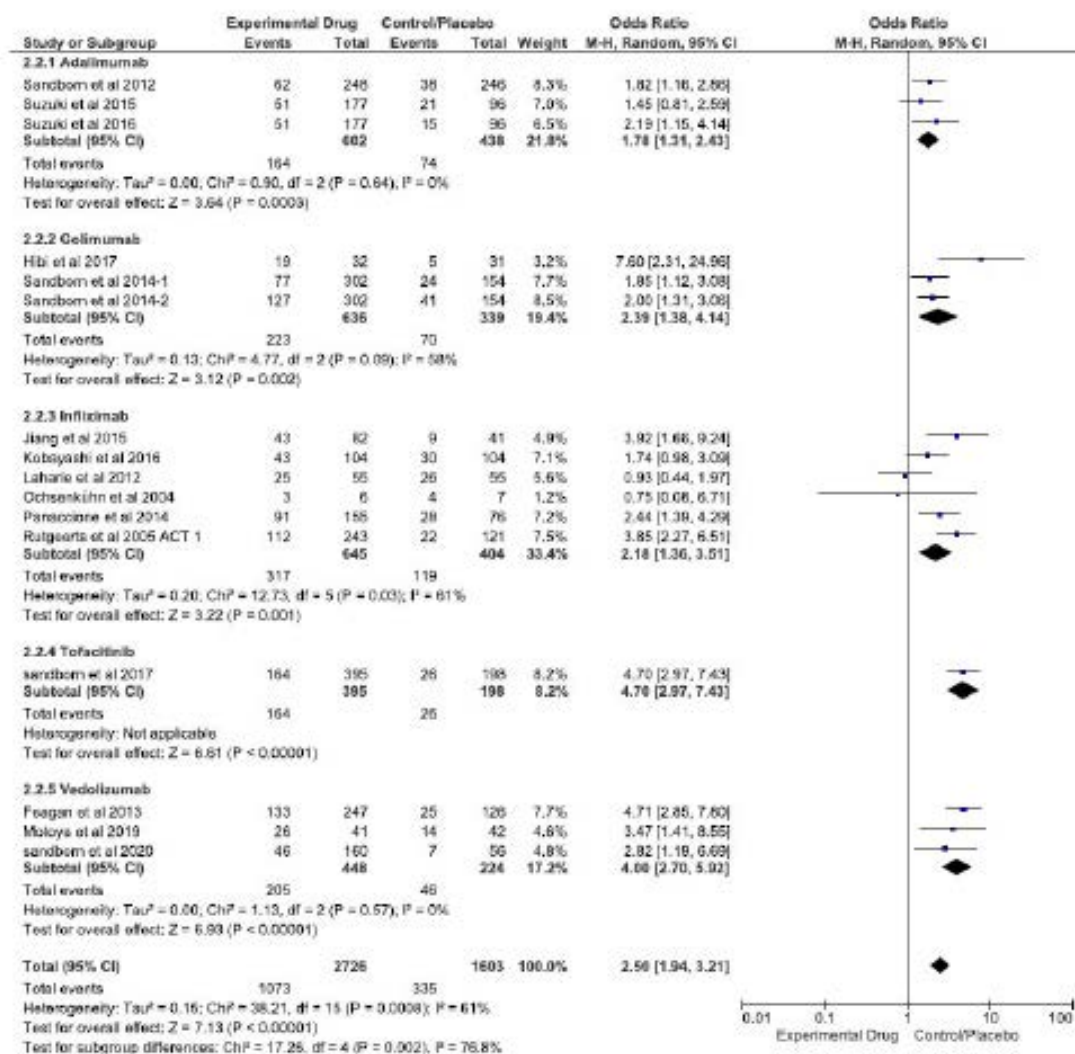 Experimental Drug Control/Placebo Odds Ratio Odds Ratio
Study or Subgroup Events Total Events Total Weight M-H, Random, 95% CI M-H, Random, 95% CI
2.2.1 Adalimumab
Sandborn et al 2012 62 248 38 246 8.3% 1.82 [1.16, 2.86]
Suzuki et al 2015 51 177 21 96 7.0% 1.45 [0.81, 2.59]
Suzuki et al 2016 51 177 15 96 6.5% 2.19 [1.15, 4.14]
Subtotal (95% CI) 602 438 21.8% 1.78 [1.31, 2.43]
Total events 164 74
Heterogeneity: Tau² = 0.00, Chi² = 0.90, df = 2 (P = 0.64), I² = 0%
Test for overall effect: Z = 3.64 (P = 0.0003)
2.2.2 Golimumab
Hibi et al 2017 19 32 5 31 3.2% 7.60 [2.31, 24.96]
Sandborn et al 2014-1 77 302 24 154 7.7% 1.85 [1.12, 3.08]
Sandborn et al 2014-2 127 302 41 154 8.5% 2.00 [1.31, 3.06]
Subtotal (95% CI) 636 339 19.4% 2.39 [1.38, 4.14]
Total events 223 70
Heterogeneity: Tau² = 0.13; Chi² = 4.77, df = 2 (P = 0.09); I² = 58%
Test for overall effect: Z = 3.12 (P = 0.002)
2.2.3 Infliximab
Jiang et al 2015 43 82 9 41 4.9% 3.92 [1.66, 9.24]
Kobayashi et al 2016 43 104 30 104 7.1% 1.74 [0.98, 3.09]
Laharie et al 2012 25 55 26 55 5.6% 0.93 [0.44, 1.97]
Ochsenkühn et al 2004 3 6 4 7 1.2% 0.75 [0.08, 6.71]
Panaccione et al 2014 91 155 28 76 7.2% 2.44 [1.39, 4.29]
Rutgeerts et al 2005 ACT 1 112 243 22 121 7.5% 3.85 [2.27, 6.51]
Subtotal (95% CI) 645 404 33.4% 2.18 [1.36, 3.51]
Total events 317 119
Heterogeneity: Tau² = 0.20; Chi² = 12.73, df = 5 (P = 0.03); I² = 61%
Test for overall effect: Z = 3.22 (P = 0.001)
2.2.4 Tofacitinib
sandborn et al 2017 164 395 26 198 8.2% 4.70 [2.97, 7.43]
Subtotal (95% CI) 395 198 8.2% 4.70 [2.97, 7.43]
Total events 164 26
Heterogeneity: Not applicable
Test for overall effect: Z = 6.61 (P < 0.00001)
2.2.5 Vedolizumab
Feagan et al 2013 133 247 25 126 7.7% 4.71 [2.85, 7.80]
Motoya et al 2019 26 41 14 42 4.6% 3.47 [1.41, 8.55]
sandborn et al 2020 46 160 7 56 4.8% 2.82 [1.19, 6.69]
Subtotal (95% CI) 448 224 17.2% 4.00 [2.70, 5.92]
Total events 205 46
Heterogeneity: Tau² = 0.00; Chi² = 1.13, df = 2 (P = 0.57); I² = 0%
Test for overall effect: Z = 6.93 (P < 0.00001)
Total (95% CI) 2726 1603 100.0% 2.50 [1.94, 3.21]
Total events 1073 335
Heterogeneity: Tau² = 0.15; Chi² = 38.21, df = 15 (P = 0.0008); I² = 61%
Test for overall effect: Z = 7.13 (P < 0.00001)
Test for subgroup differences: Chi² = 17.26, df = 4 (P = 0.002), I² = 76.8%
0.01 0.1 1 10 100
Experimental Drug Control/Placebo